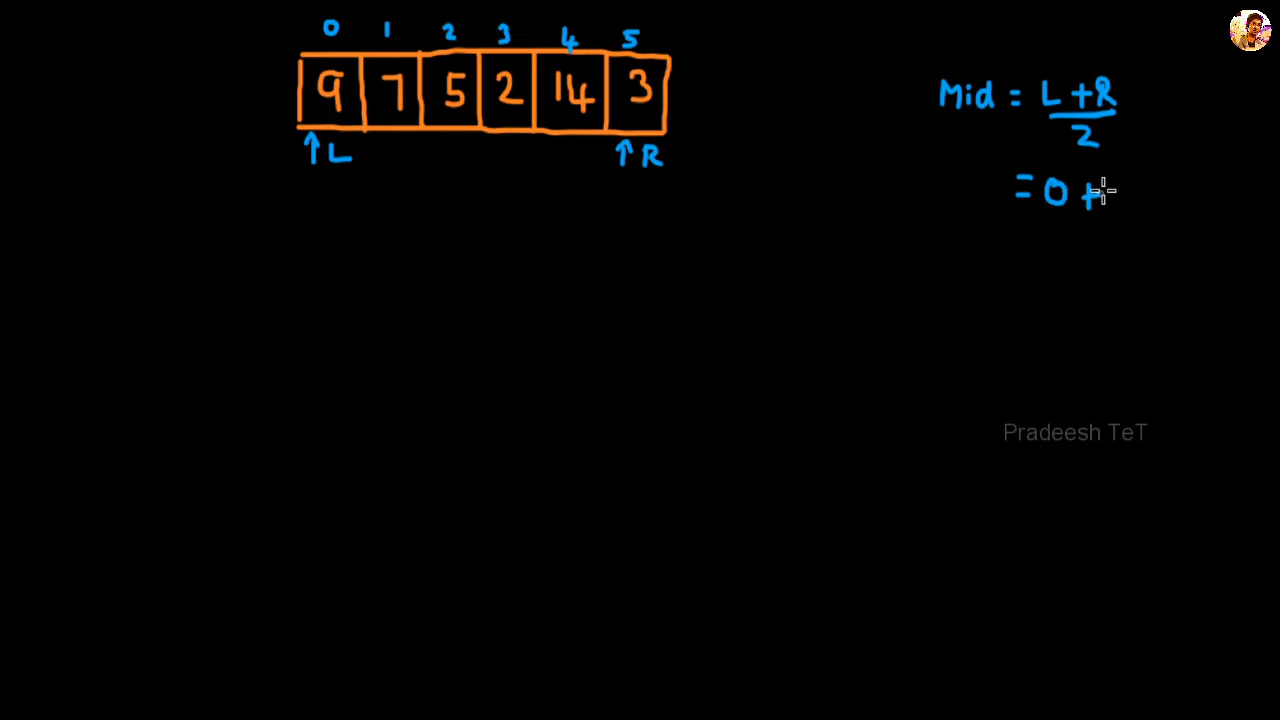 0 1 2 3 4 5
9 7 5 2 14 3
↑L ↑R
Mid = L+R
2
= 0 +
Pradeesh TeT